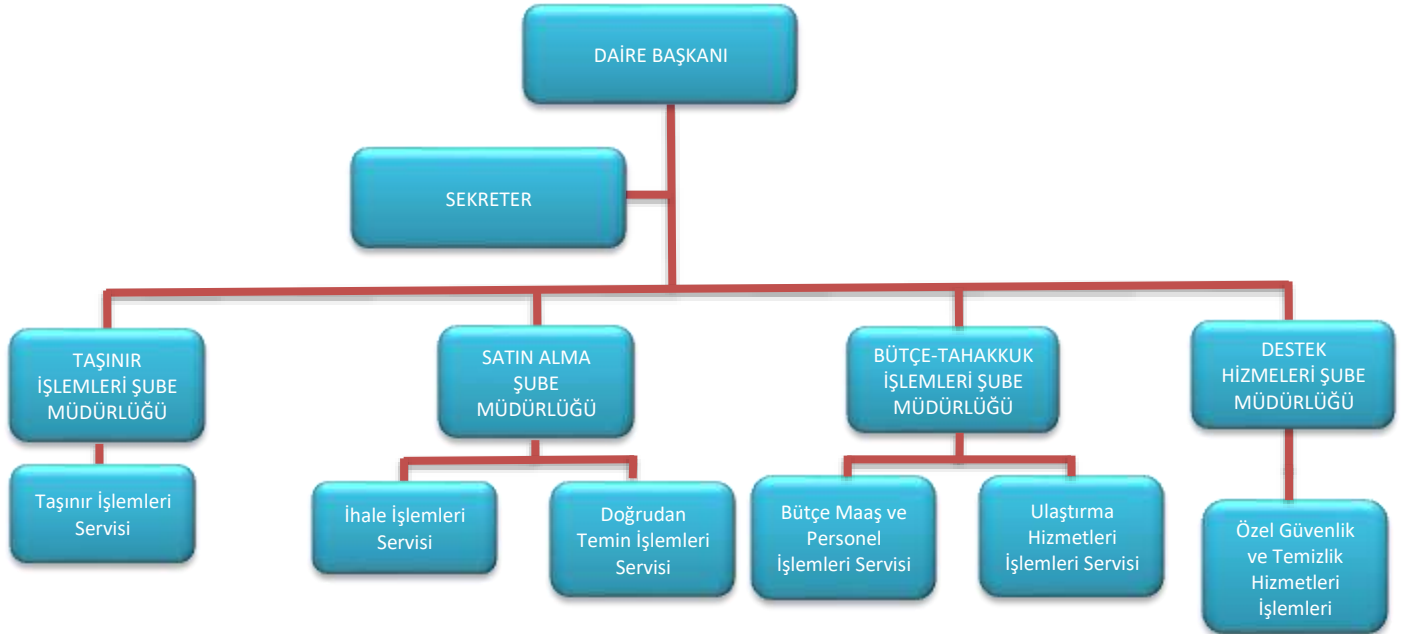 DAİRE BAŞKANI
SEKRETER
TAŞINIR
İŞLEMLERİ ŞUBE
MÜDÜRLÜĞÜ
SATIN ALMA
ŞUBE
MÜDÜRLÜĞÜ
BÜTÇE-TAHAKKUK
İŞLEMLERİ ŞUBE
MÜDÜRLÜĞÜ
DESTEK
HİZMELERİ ŞUBE
MÜDÜRLÜĞÜ
Taşınır İşlemleri
Servisi
İhale İşlemleri
Servisi
Doğrudan
Temin İşlemleri
Servisi
Bütçe Maaş ve
Personel
İşlemleri Servisi
Ulaştırma
Hizmetleri
İşlemleri Servisi
Özel Güvenlik
ve Temizlik
Hizmetleri
İşlemleri